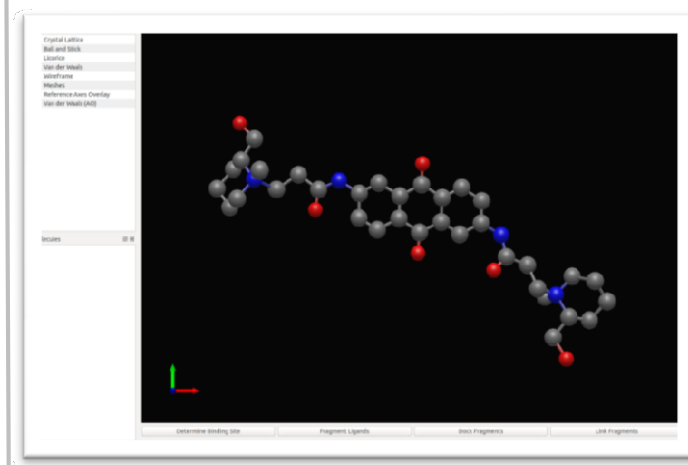 Crystal Lattice
Ball and Stick
Licorice
Van der Waals
Wireframe
Meshes
Reference Axes Overlay
Van der Waals (AO)
lecules
Determine Binding Site
Fragment Ligands
Dock Fragments
Link Fragments